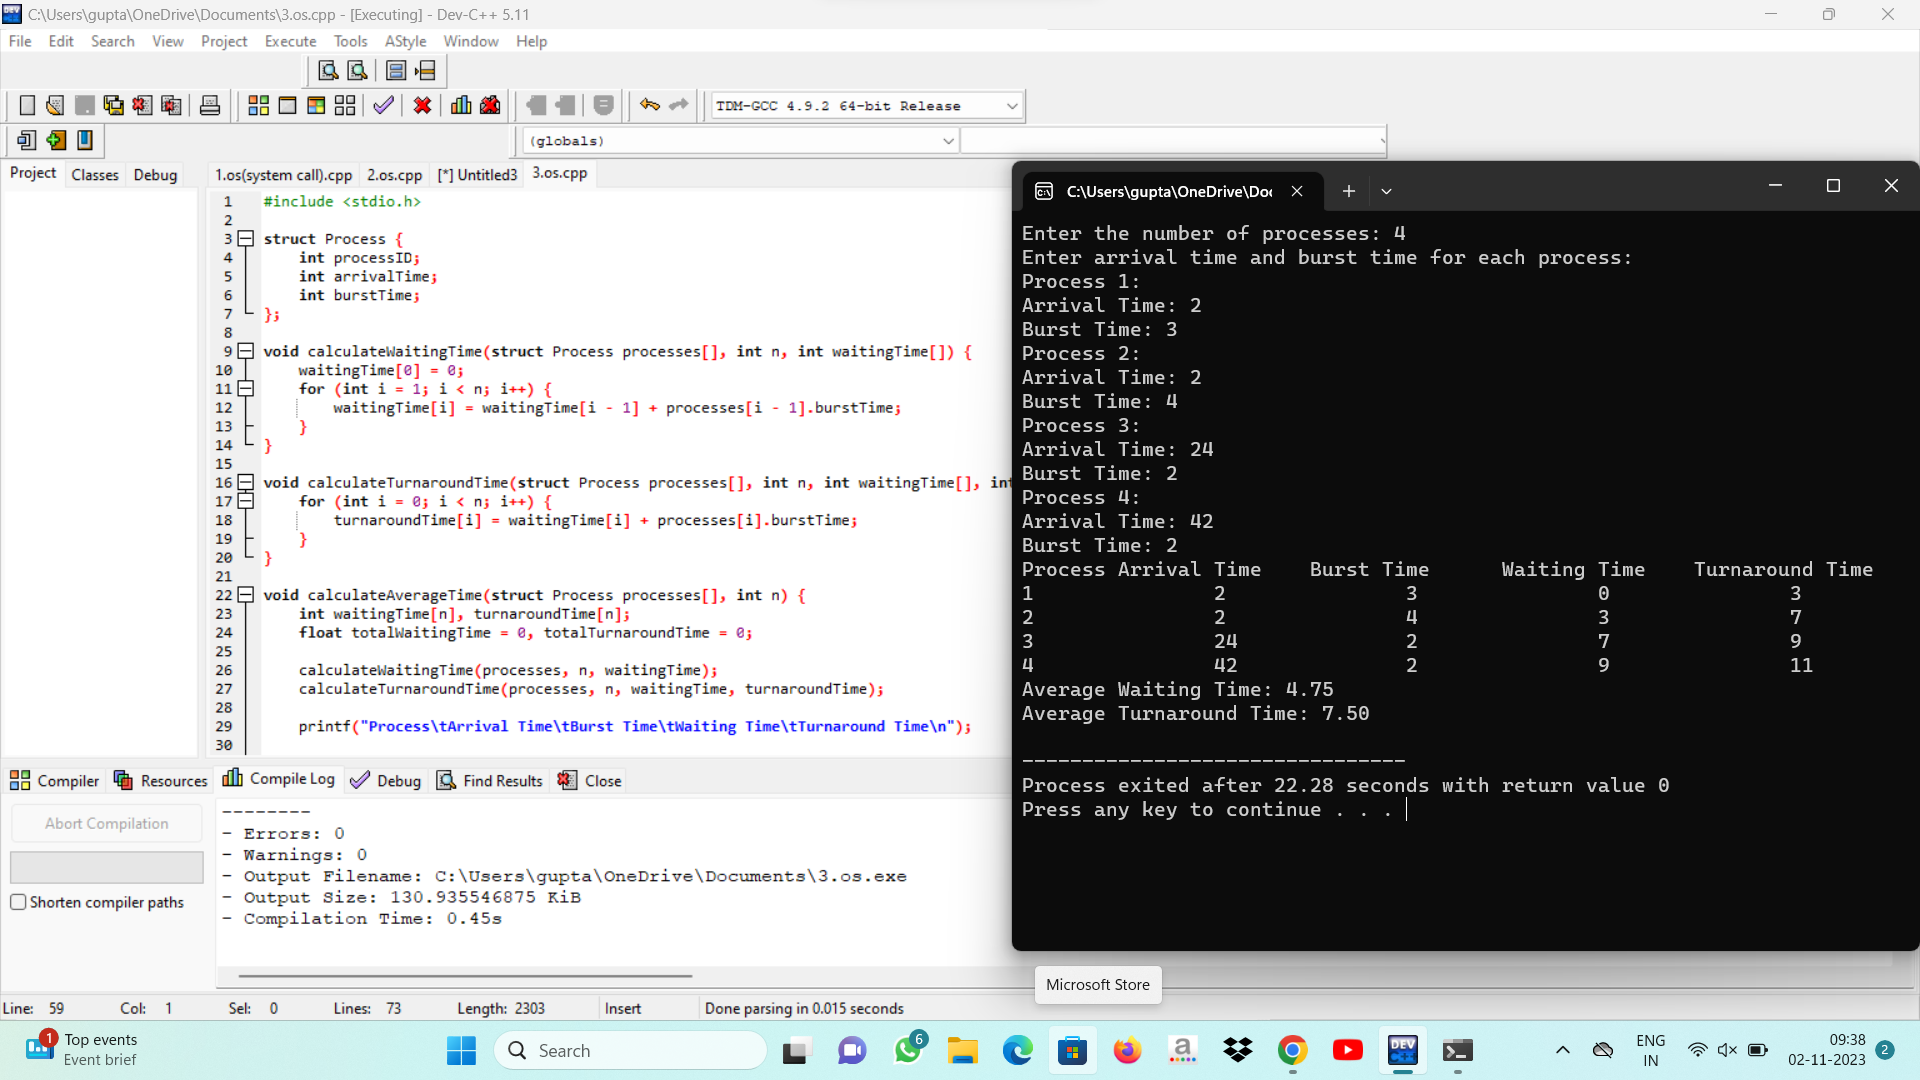 C:\Users\gupta\OneDrive\Documents\3.os.cpp - [Executing] - Dev-C++ 5.11
File Edit Search View Project Execute Tools AStyle Window Help
TDM-GCC 4.9.2 64-bit Release
(globals)
Project Classes Debug
1.os(system call).cpp 2.os.cpp [*] Untitled3 3.os.cpp
1 #include <stdio.h>
2
3 struct Process {
4 int processID;
5 int arrivalTime;
6 int burstTime;
7 };
8
9 void calculateWaitingTime(struct Process processes[], int n, int waitingTime[]) {
10 waitingTime[0] = 0;
11 for (int i = 1; i < n; i++) {
12 waitingTime[i] = waitingTime[i - 1] + processes[i - 1].burstTime;
13 }
14 }
15
16 void calculateTurnaroundTime(struct Process processes[], int n, int waitingTime[], int
17 for (int i = 0; i < n; i++) {
18 turnaroundTime[i] = waitingTime[i] + processes[i].burstTime;
19 }
20 }
21
22 void calculateAverageTime(struct Process processes[], int n) {
23 int waitingTime[n], turnaroundTime[n];
24 float totalWaitingTime = 0, totalTurnaroundTime = 0;
25
26 calculateWaitingTime(processes, n, waitingTime);
27 calculateTurnaroundTime(processes, n, waitingTime, turnaroundTime);
28
29 printf("Process\tArrival Time\tBurst Time\tWaiting Time\tTurnaround Time\n");
30
C:\Users\gupta\OneDrive\Doc
Enter the number of processes: 4
Enter arrival time and burst time for each process:
Process 1:
Arrival Time: 2
Burst Time: 3
Process 2:
Arrival Time: 2
Burst Time: 4
Process 3:
Arrival Time: 24
Burst Time: 2
Process 4:
Arrival Time: 42
Burst Time: 2
Process Arrival Time Burst Time Waiting Time Turnaround Time
1 2 3 0 3
2 2 4 3 7
3 24 2 7 9
4 42 2 9 11
Average Waiting Time: 4.75
Average Turnaround Time: 7.50
--------------------------------
Process exited after 22.28 seconds with return value 0
Press any key to continue . . .
Compiler Resources Compile Log Debug Find Results Close
Abort Compilation
Shorten compiler paths
--------
- Errors: 0
- Warnings: 0
- Output Filename: C:\Users\gupta\OneDrive\Documents\3.os.exe
- Output Size: 130.935546875 KiB
- Compilation Time: 0.45s
Microsoft Store
Line: 59 Col: 1 Sel: 0 Lines: 73 Length: 2303 Insert Done parsing in 0.015 seconds
1
Top events
Event brief
Search
6
a
DEV
C++
ENG
IN
09:38
02-11-2023
2